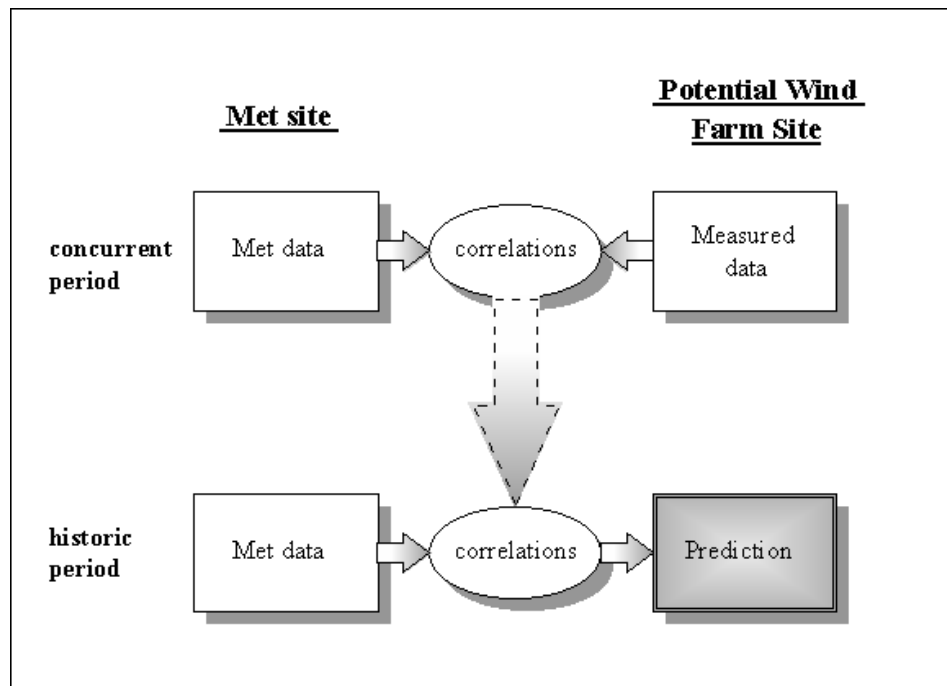 Met site
Potential Wind
Farm Site
concurrent
period
Met data
correlations
Measured
data
historic
period
Met data
correlations
Prediction